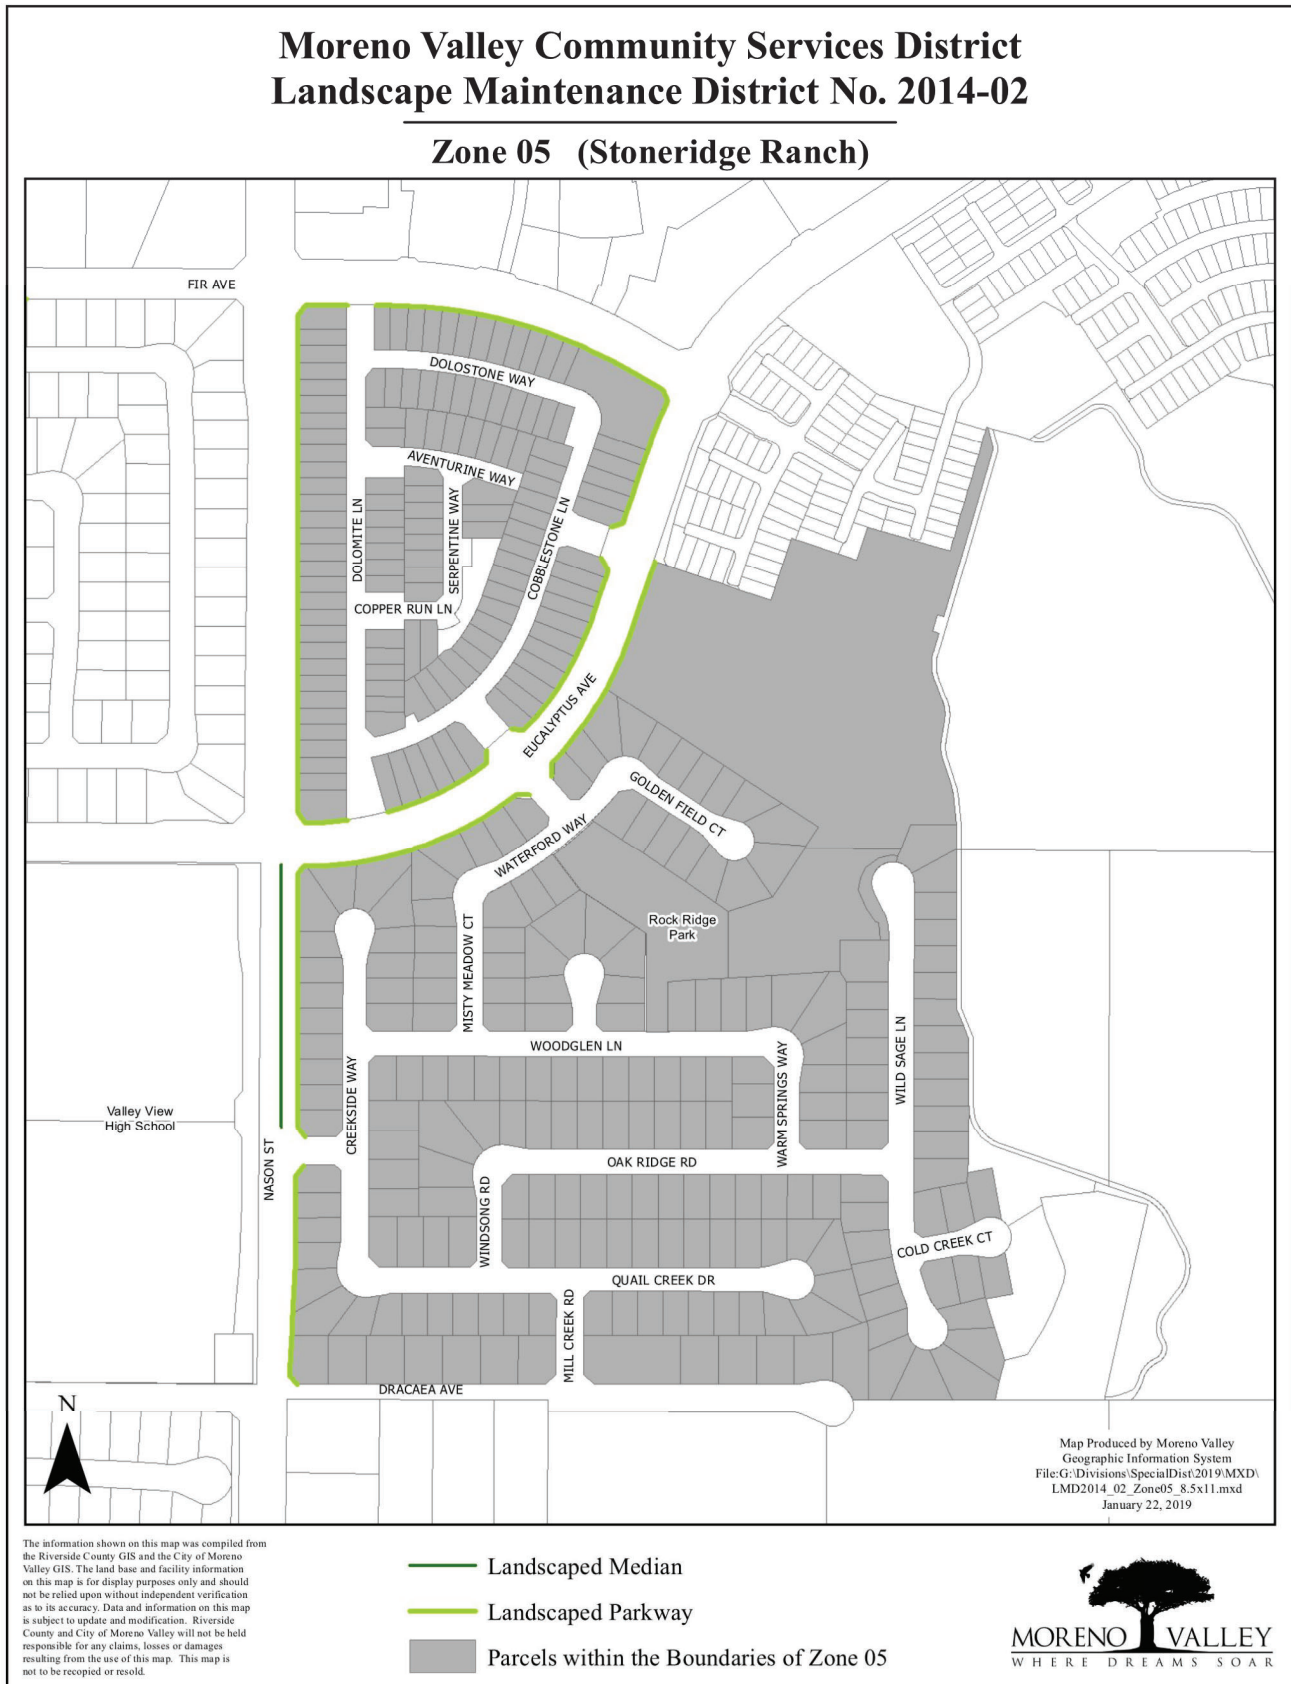 Moreno Valley Community Services District
Landscape Maintenance District No. 2014-02
Zone 05 (Stoneridge Ranch)
FIR AVE
DOLOSTONE WAY
AVENTURINE WAY
DOLOMITE LN
SERPENTINE WAY
COBBLESTONE LN
COPPER RUN LN
EUCALYPTUS AVE
GOLDEN FIELD CT
WATERFORD WAY
Rock Ridge
Park
MISTY MEADOW CT
WOODGLEN LN
WARM SPRINGS WAY
WILD SAGE LN
CREEKSIDE WAY
Valley View
High School
NASON ST
OAK RIDGE RD
WINDSONG RD
COLD CREEK CT
QUAIL CREEK DR
MILL CREEK RD
DRACAEA AVE
N
Map Produced by Moreno Valley
Geographic Information System
File:G:\Divisions\SpecialDist\2019\MXD\
LMD2014_02_Zone05_8.5x11.mxd
January 22, 2019
The information shown on this map was compiled from
the Riverside County GIS and the City of Moreno
Valley GIS. The land base and facility information
on this map is for display purposes only and should
not be relied upon without independent verification
as to its accuracy. Data and information on this map
is subject to update and modification. Riverside
County and City of Moreno Valley will not be held
responsible for any claims, losses or damages
resulting from the use of this map. This map is
not to be recopied or resold.
Landscaped Median
Landscaped Parkway
Parcels within the Boundaries of Zone 05
MORENO VALLEY
WHERE DREAMS SOAR